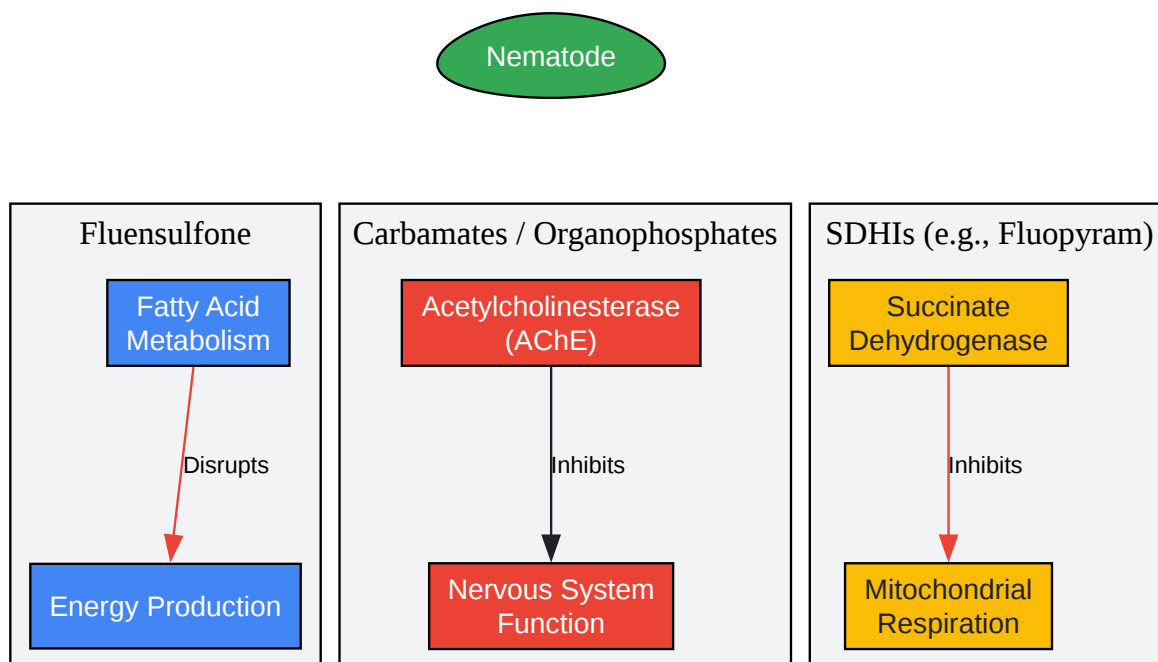 Nematode
Fluensulfone
Fatty Acid
Metabolism
Disrupts
Energy Production
Carbamates / Organophosphates
Acetylcholinesterase
(AChE)
Inhibits
Nervous System
Function
SDHIs (e.g., Fluopyram)
Succinate
Dehydrogenase
Inhibits
Mitochondrial
Respiration